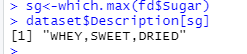 > sg<-which.max(fd$Sugar)
> dataset$Description[sg]
[1] "WHEY,SWEET,DRIED"
>